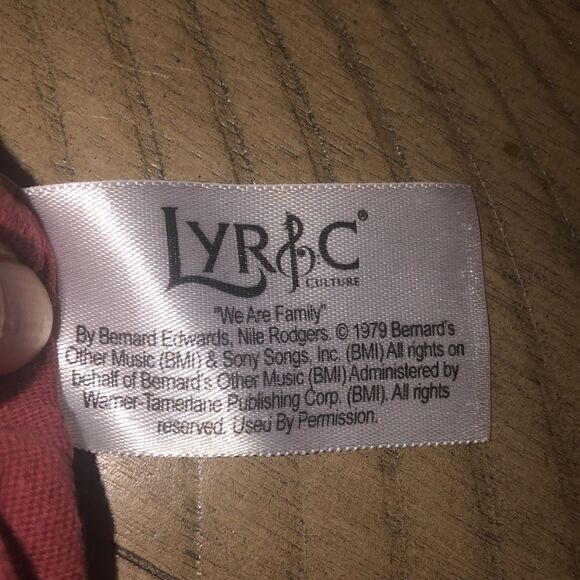 LYRIC®
CULTURE
"We Are Family"
By Bernard Edwards, Nile Rodgers. © 1979 Bernard's
Other Music (BMI) & Sony Songs, Inc. (BMI) All rights on
behalf of Bernard's Other Music (BMI) Administered by
Warner-Tamerlane Publishing Corp. (BMI). All rights
reserved. Used By Permission.